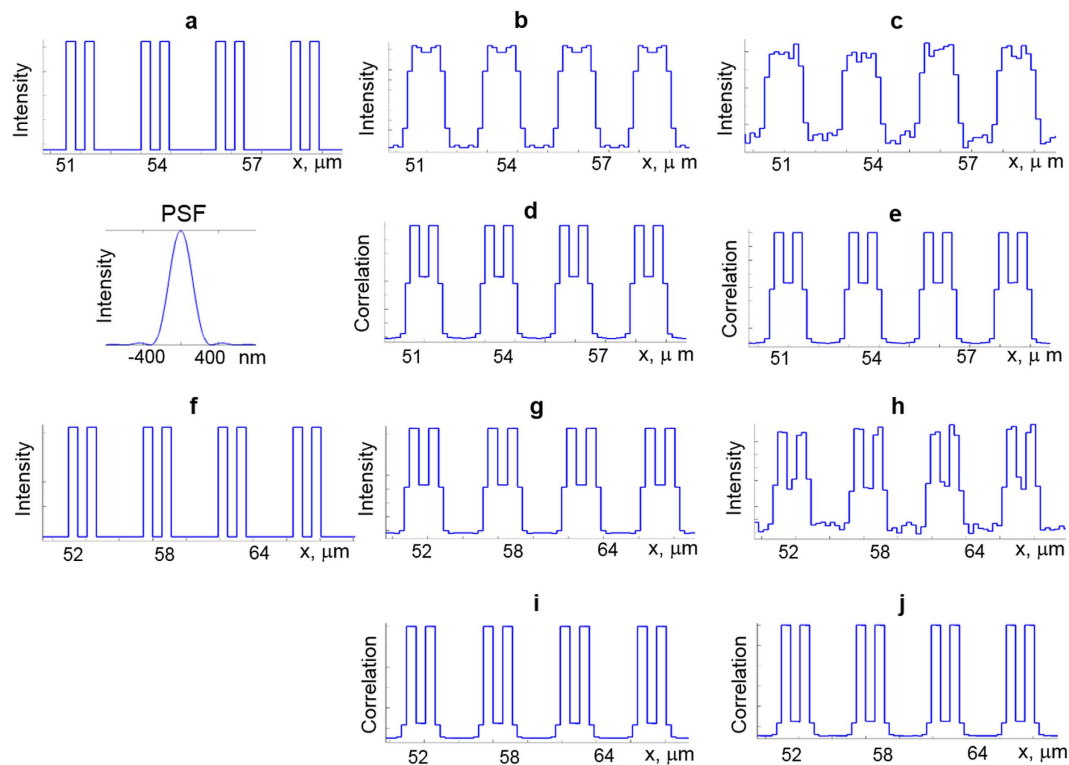 a
b
c
Intensity
51
54
57
x, μm
Intensity
51
54
57
x, μ m
Intensity
51
54
57
x, μ m
PSF
Intensity
-400
400
nm
d
Correlation
51
54
57
x, μ m
e
Correlation
51
54
57
x, μ m
f
Intensity
52
58
64
x, μm
g
Intensity
52
58
64
x, μm
h
Intensity
52
58
64
x, μm
i
Correlation
52
58
64
x, μm
j
Correlation
52
58
64
x, μm